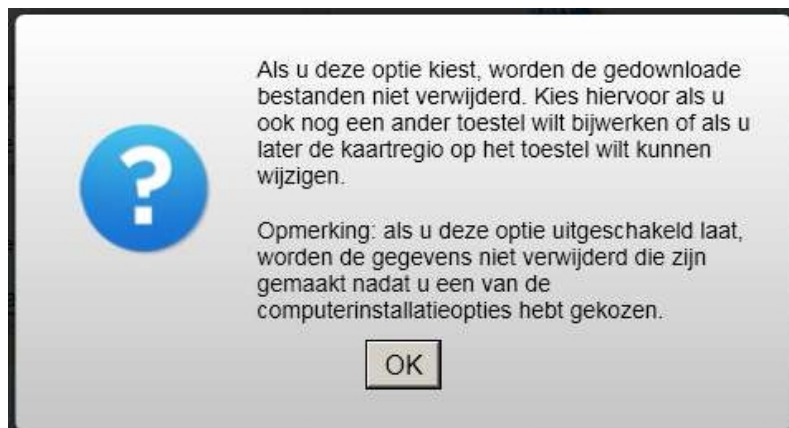 Als u deze optie kiest, worden de gedownloade
bestanden niet verwijderd. Kies hiervoor als u
ook nog een ander toestel wilt bijwerken of als u
later de kaartregio op het toestel wilt kunnen
wijzigen.
Opmerking: als u deze optie uitgeschakeld laat,
worden de gegevens niet verwijderd die zijn
gemaakt nadat u een van de
computerinstallatieopties hebt gekozen.
OK